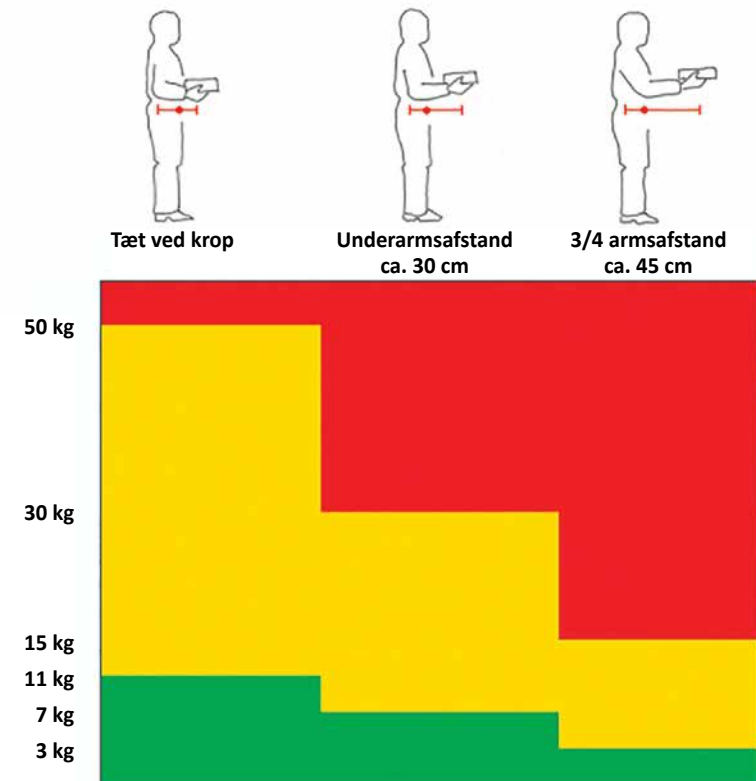 Tæt ved krop
Underarmsafstand
ca. 30 cm
3/4 armsafstand
ca. 45 cm
50 kg
30 kg
15 kg
11 kg
7 kg
3 kg